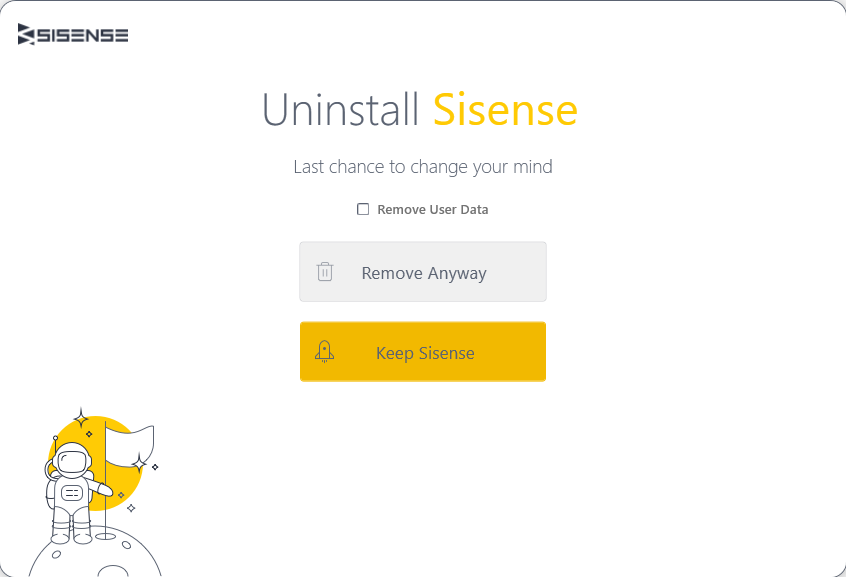 SISENSE
Uninstall Sisense
Last chance to change your mind
Remove User Data
Remove Anyway
Keep Sisense